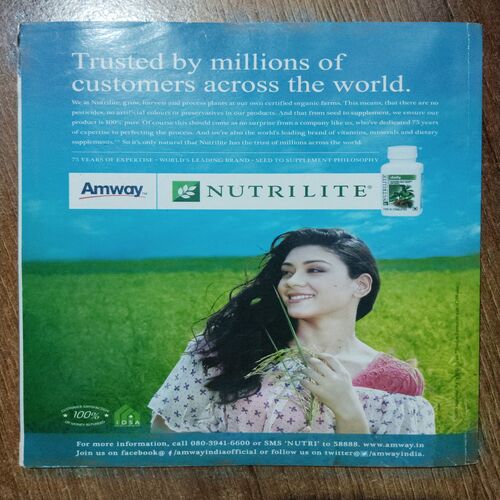 Trusted by millions of
customers across the world.
We at Nutrilite, grow, harvest and process plants at our own certified organic farms. This means, that there are no
pesticides, no artificial colours or preservatives in our products. And that from seed to supplement, we ensure our
product is 100% pure. Of course this should come as no surprise from a company like us, who've dedicated 75 years
of expertise to perfecting the process. And we're also the world's leading brand of vitamins, minerals and dietary
supplements.** So it's only natural that Nutrilite has the trust of millions across the world.
75 YEARS OF EXPERTISE • WORLD'S LEADING BRAND • SEED TO SUPPLEMENT PHILOSOPHY
Amway
NUTRILITE®
NUTRILITE
daily
CUSTOMER SATISFACTION
100%
OR MONEY REFUNDED
IDSA
For more information, call 080-3941-6600 or SMS 'NUTRI' to 58888. www.amway.in
Join us on facebook@ f/amwayindiaofficial or follow us on twitter@/amwayindia.